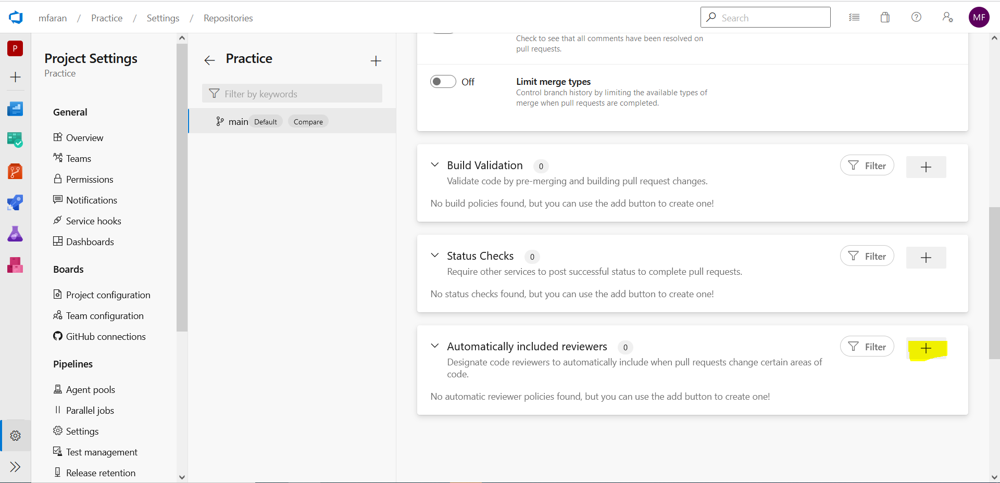 mfaran / Practice / Settings / Repositories
Search
MF
P
Project Settings
Practice
General
Overview
Teams
Permissions
Notifications
Service hooks
Dashboards
Boards
Project configuration
Team configuration
GitHub connections
Pipelines
Agent pools
Parallel jobs
Settings
Test management
Release retention
Practice
Filter by keywords
main Default Compare
Check to see that all comments have been resolved on
pull requests.
Off
Limit merge types
Control branch history by limiting the available types of
merge when pull requests are completed.
Build Validation 0
Filter
Validate code by pre-merging and building pull request changes.
No build policies found, but you can use the add button to create one!
Status Checks 0
Filter
Require other services to post successful status to complete pull requests.
No status checks found, but you can use the add button to create one!
Automatically included reviewers 0
Filter
Designate code reviewers to automatically include when pull requests change certain areas of
code.
No automatic reviewer policies found, but you can use the add button to create one!